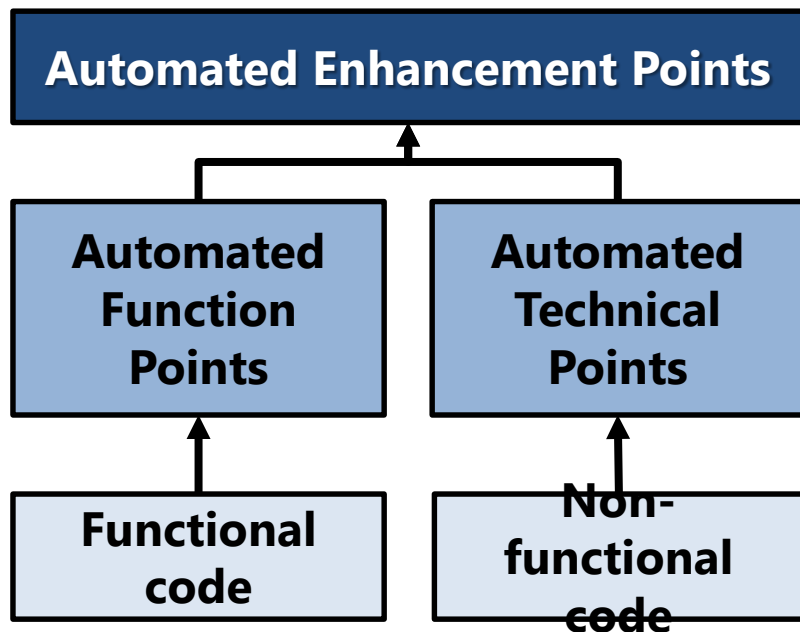 Automated Enhancement Points
Automated
Function
Points
Automated
Technical
Points
Functional
code
Non-
functional
code